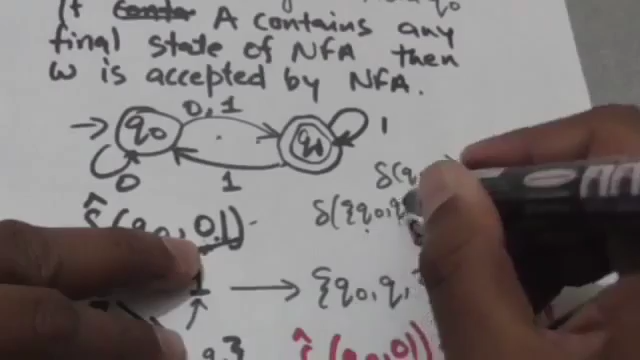 If A contains any
final state of NFA then
w is accepted by NFA.
0,1
q0
q1
1
0
1
δ(q
δ({q0,q
δ̂(q0, 01)
1 → {q0, q1
δ̂(q0, 01)